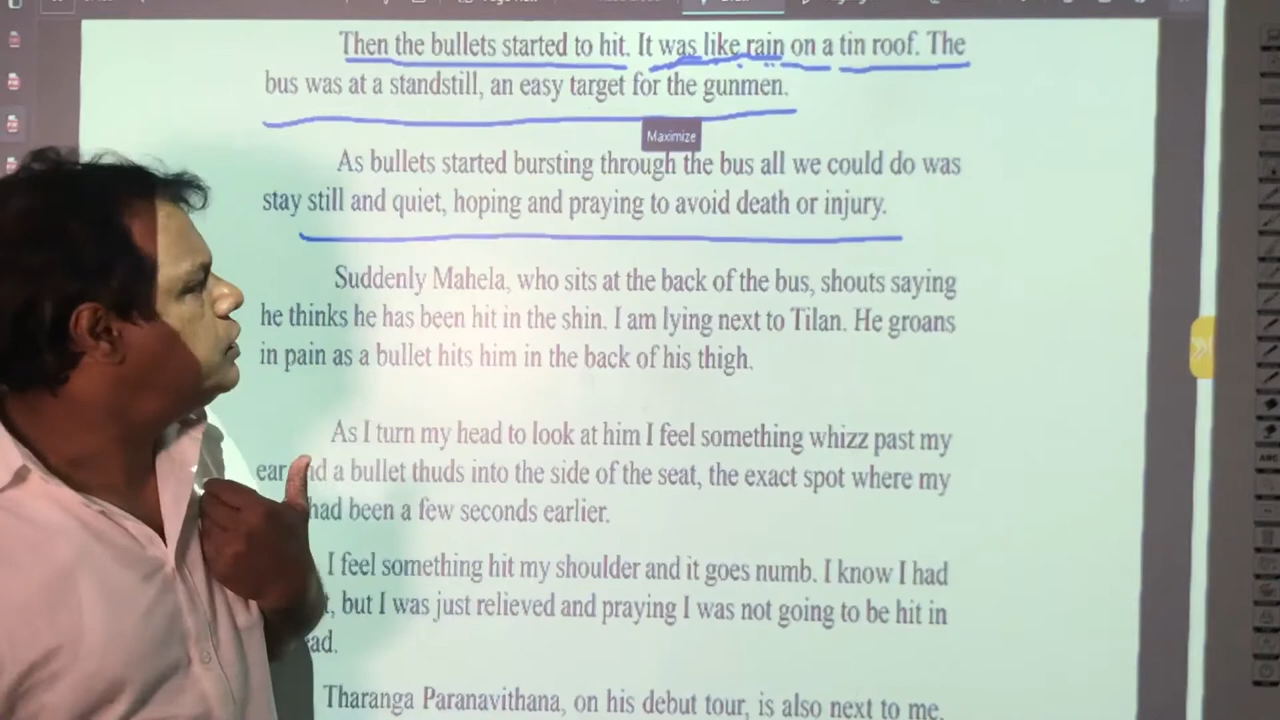 Then the bullets started to hit. It was like rain on a tin roof. The
bus was at a standstill, an easy target for the gunmen.
Maximize
As bullets started bursting through the bus all we could do was
stay still and quiet, hoping and praying to avoid death or injury.
Suddenly Mahela, who sits at the back of the bus, shouts saying
he thinks he has been hit in the shin. I am lying next to Tilan. He groans
in pain as a bullet hits him in the back of his thigh.
As I turn my head to look at him I feel something whizz past my
ear and a bullet thuds into the side of the seat, the exact spot where my
had been a few seconds earlier.
I feel something hit my shoulder and it goes numb. I know I had
but I was just relieved and praying I was not going to be hit in
Tharanga Paranavithana, on his debut tour, is also next to me.